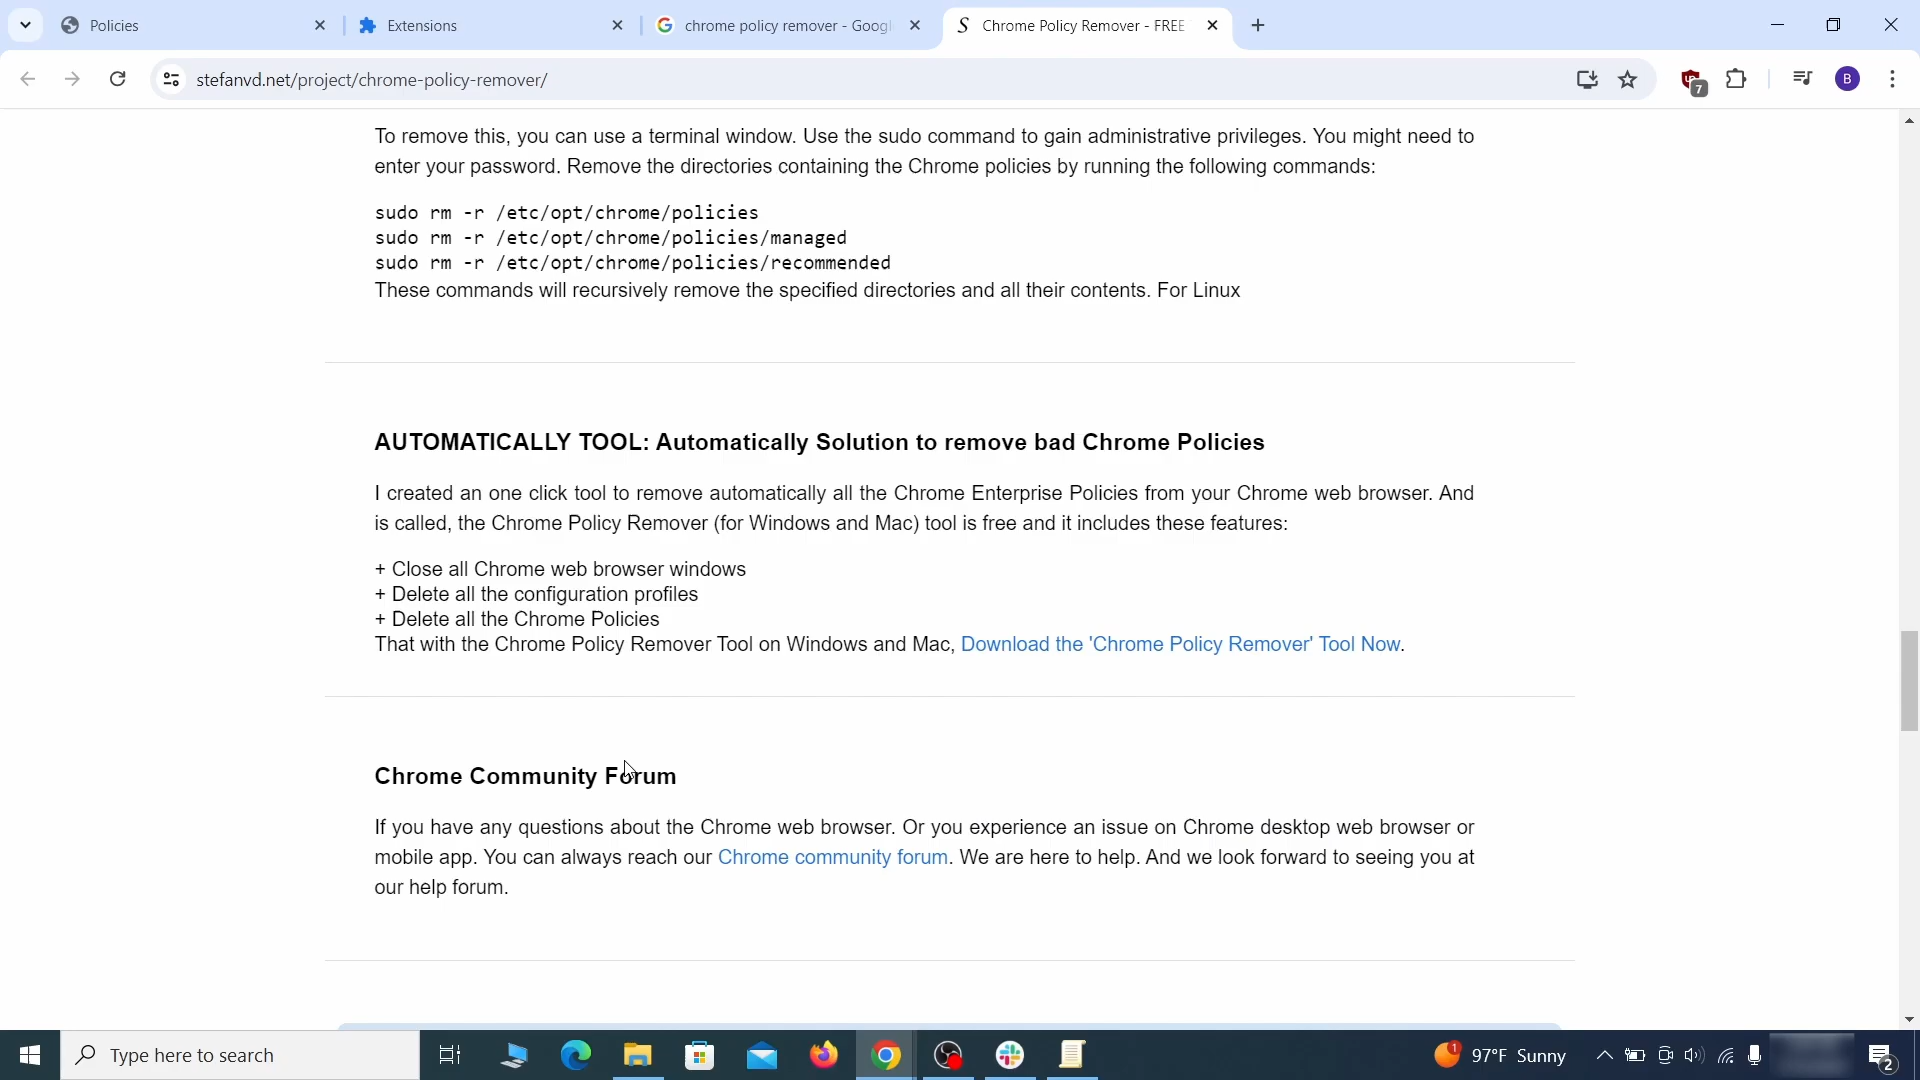 Policies
Extensions
chrome policy remover - Googl
Chrome Policy Remover - FREE
stefanvd.net/project/chrome-policy-remover/
7
B
To remove this, you can use a terminal window. Use the sudo command to gain administrative privileges. You might need to
enter your password. Remove the directories containing the Chrome policies by running the following commands:
sudo rm -r /etc/opt/chrome/policies
sudo rm -r /etc/opt/chrome/policies/managed
sudo rm -r /etc/opt/chrome/policies/recommended
These commands will recursively remove the specified directories and all their contents. For Linux
AUTOMATICALLY TOOL: Automatically Solution to remove bad Chrome Policies
I created an one click tool to remove automatically all the Chrome Enterprise Policies from your Chrome web browser. And
is called, the Chrome Policy Remover (for Windows and Mac) tool is free and it includes these features:
+ Close all Chrome web browser windows
+ Delete all the configuration profiles
+ Delete all the Chrome Policies
That with the Chrome Policy Remover Tool on Windows and Mac, Download the 'Chrome Policy Remover' Tool Now.
Chrome Community Forum
If you have any questions about the Chrome web browser. Or you experience an issue on Chrome desktop web browser or
mobile app. You can always reach our Chrome community forum. We are here to help. And we look forward to seeing you at
our help forum.
Type here to search
1
97°F Sunny
2